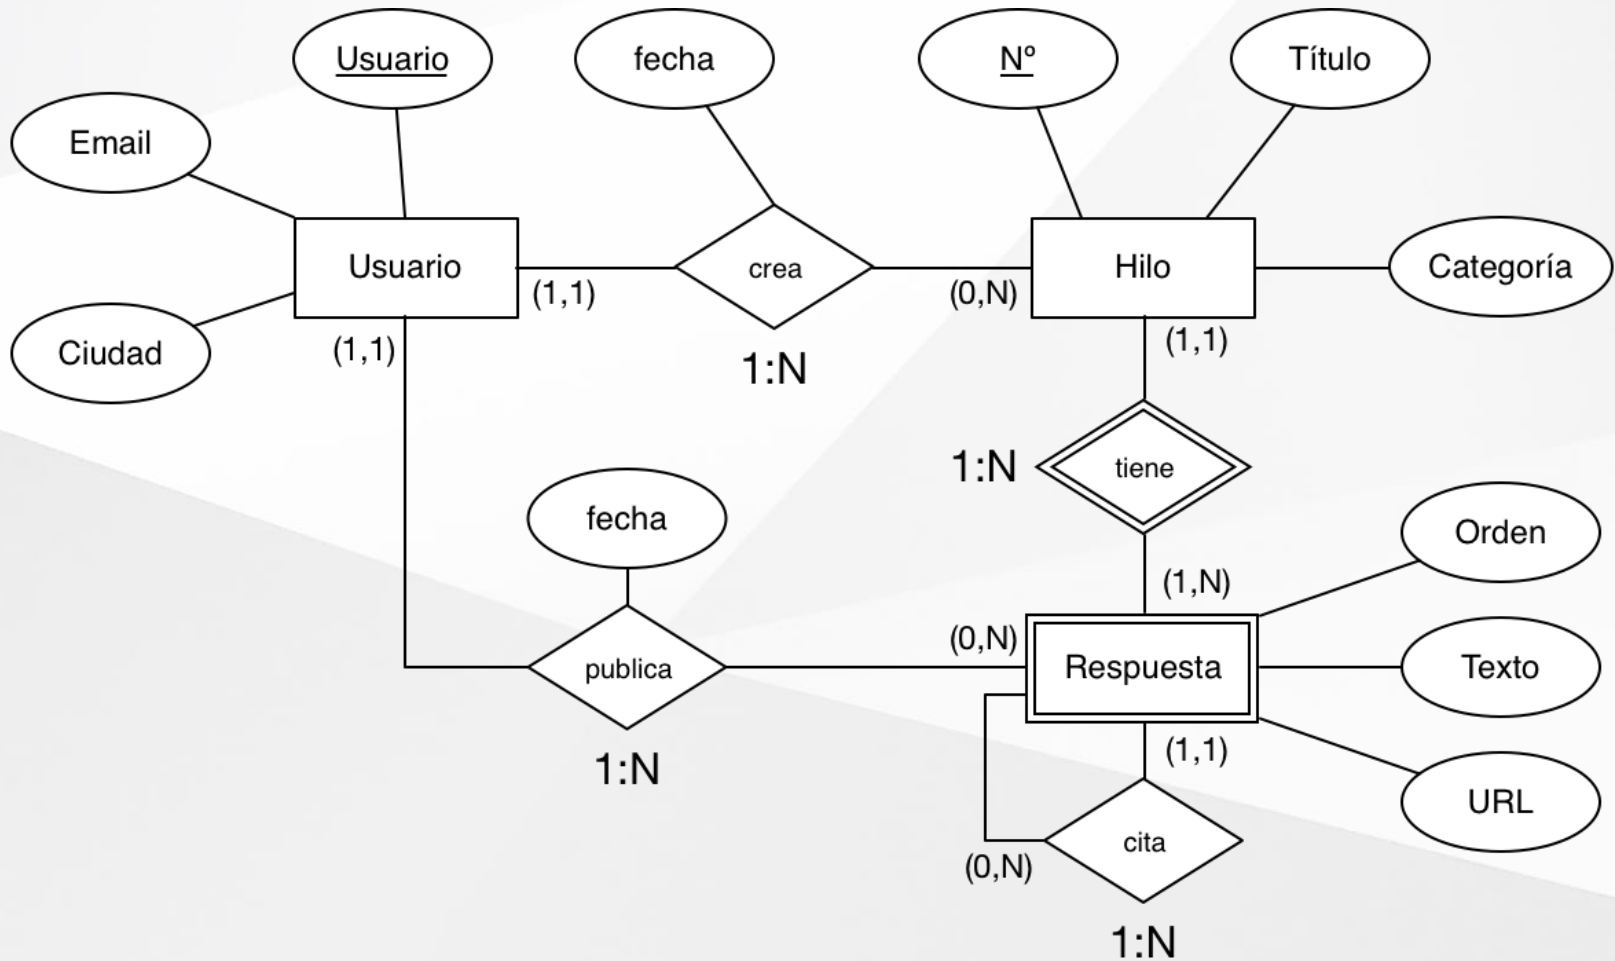 Usuario
fecha
Nº
Título
Email
Usuario
(1,1)
crea
(0,N)
Hilo
Categoría
Ciudad
(1,1)
1:N
(1,1)
1:N
tiene
fecha
Orden
(1,N)
(0,N)
publica
Respuesta
Texto
1:N
(1,1)
URL
(0,N)
cita
1:N